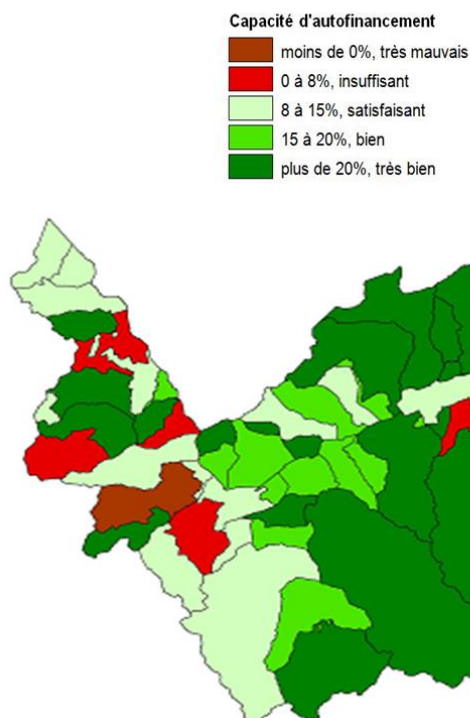 Capacité d'autofinancement
moins de 0%, très mauvais
0 à 8%, insuffisant
8 à 15%, satisfaisant
15 à 20%, bien
plus de 20%, très bien